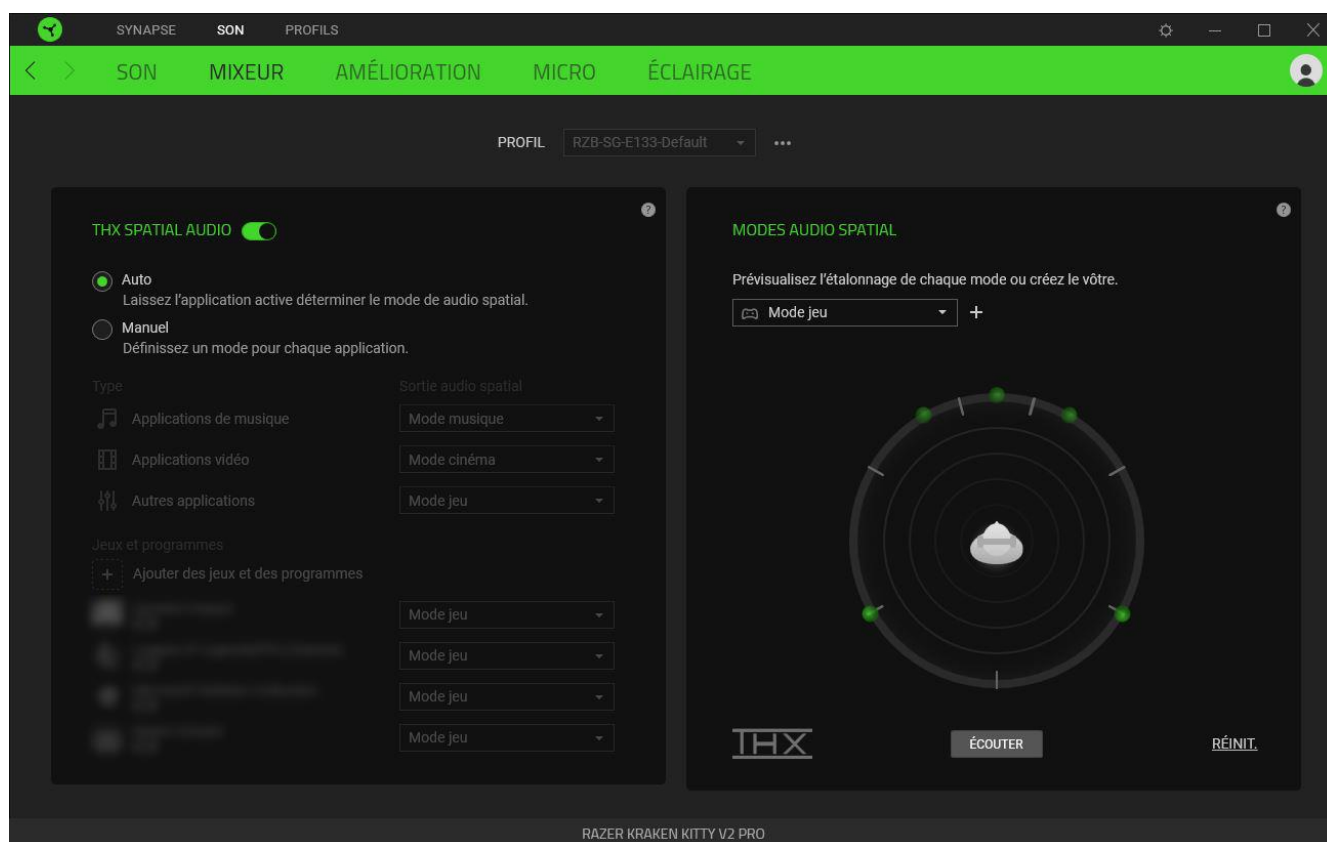 SYNAPSE SON PROFILS
SON MIXEUR AMÉLIORATION MICRO ÉCLAIRAGE
PROFIL RZB-SG-E133-Default
THX SPATIAL AUDIO
Auto
Laissez l'application active déterminer le mode de audio spatial.
Manuel
Définissez un mode pour chaque application.
Type Sortie audio spatial
Applications de musique Mode musique
Applications vidéo Mode cinéma
Autres applications Mode jeu
Jeux et programmes
Ajouter des jeux et des programmes
Mode jeu
Mode jeu
Mode jeu
Mode jeu
MODES AUDIO SPATIAL
Prévisualisez l'étalonnage de chaque mode ou créez le vôtre.
Mode jeu
THX ÉCOUTER RÉINIT.
RAZER KRAKEN KITTY V2 PRO